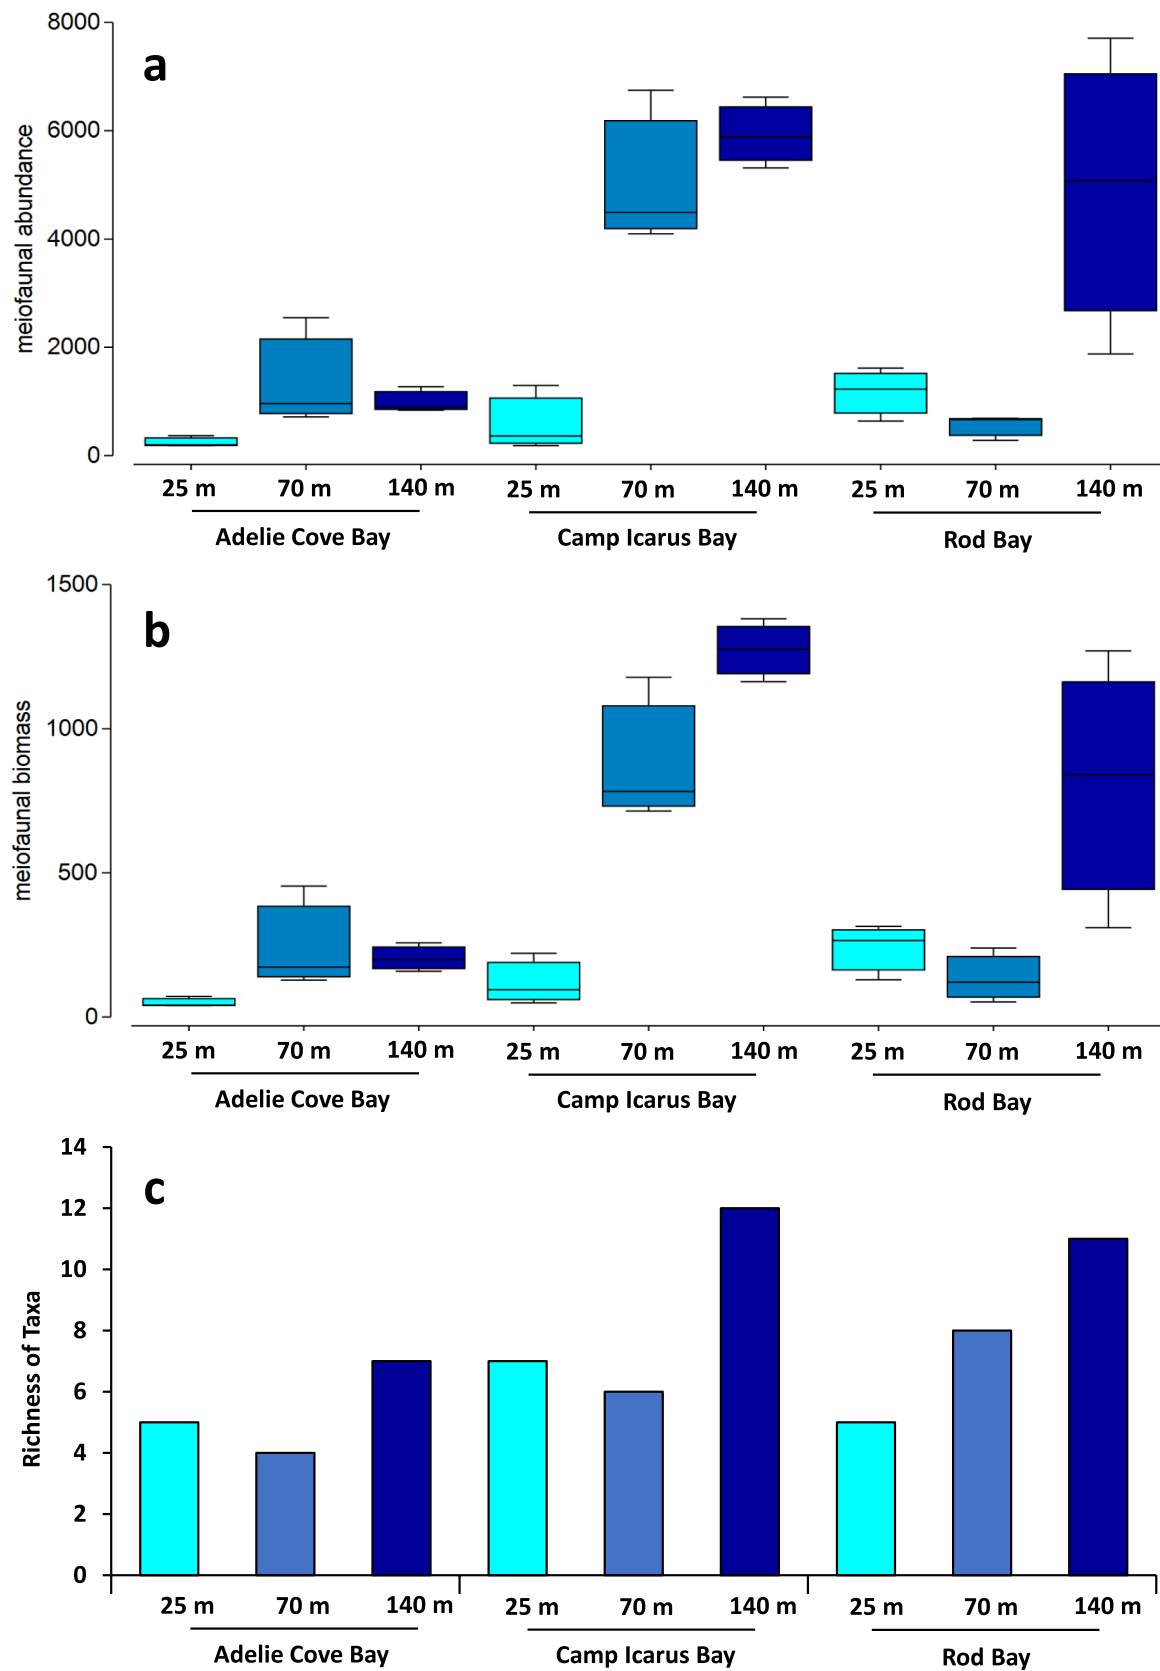 a
8000
6000
4000
2000
0
meiofaunal abundance
25 m 70 m 140 m 25 m 70 m 140 m 25 m 70 m 140 m
Adelie Cove Bay Camp Icarus Bay Rod Bay
b
1500
1000
500
0
meiofaunal biomass
25 m 70 m 140 m 25 m 70 m 140 m 25 m 70 m 140 m
Adelie Cove Bay Camp Icarus Bay Rod Bay
c
14
12
10
8
6
4
2
0
Richness of Taxa
25 m 70 m 140 m 25 m 70 m 140 m 25 m 70 m 140 m
Adelie Cove Bay Camp Icarus Bay Rod Bay